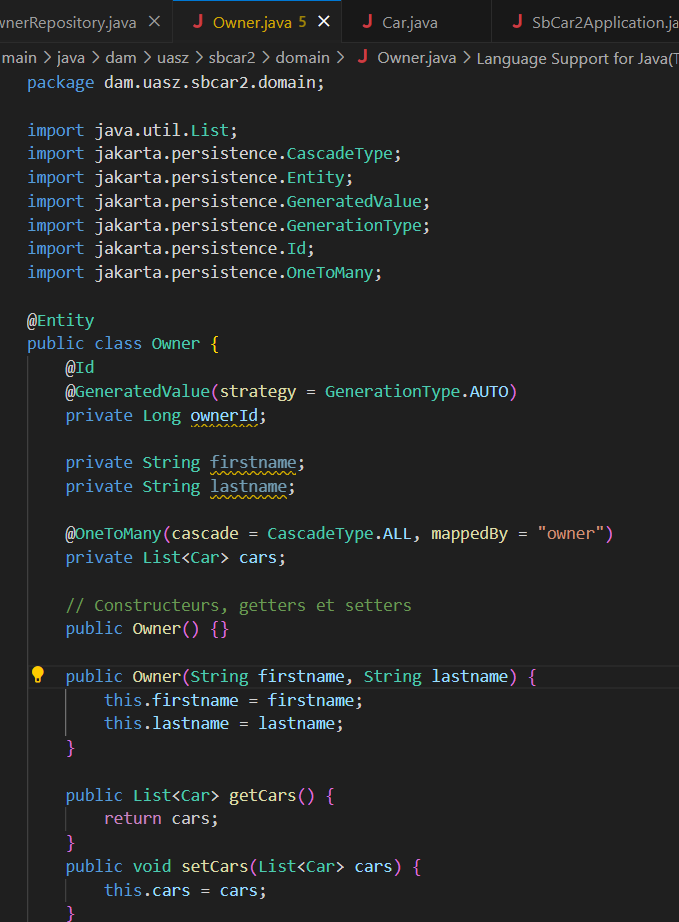 wnerRepository.java × J Owner.java 5 × J Car.java J SbCar2Application.ja
main > java > dam > uasz > sbcar2 > domain > J Owner.java > Language Support for Java(T
package dam.uasz.sbcar2.domain;
import java.util.List;
import jakarta.persistence.CascadeType;
import jakarta.persistence.Entity;
import jakarta.persistence.GeneratedValue;
import jakarta.persistence.GenerationType;
import jakarta.persistence.Id;
import jakarta.persistence.OneToMany;
@Entity
public class Owner {
@Id
@GeneratedValue(strategy = GenerationType.AUTO)
private Long ownerId;
private String firstname;
private String lastname;
@OneToMany(cascade = CascadeType.ALL, mappedBy = "owner")
private List<Car> cars;
// Constructeurs, getters et setters
public Owner() {}
public Owner(String firstname, String lastname) {
this.firstname = firstname;
this.lastname = lastname;
}
public List<Car> getCars() {
return cars;
}
public void setCars(List<Car> cars) {
this.cars = cars;
}